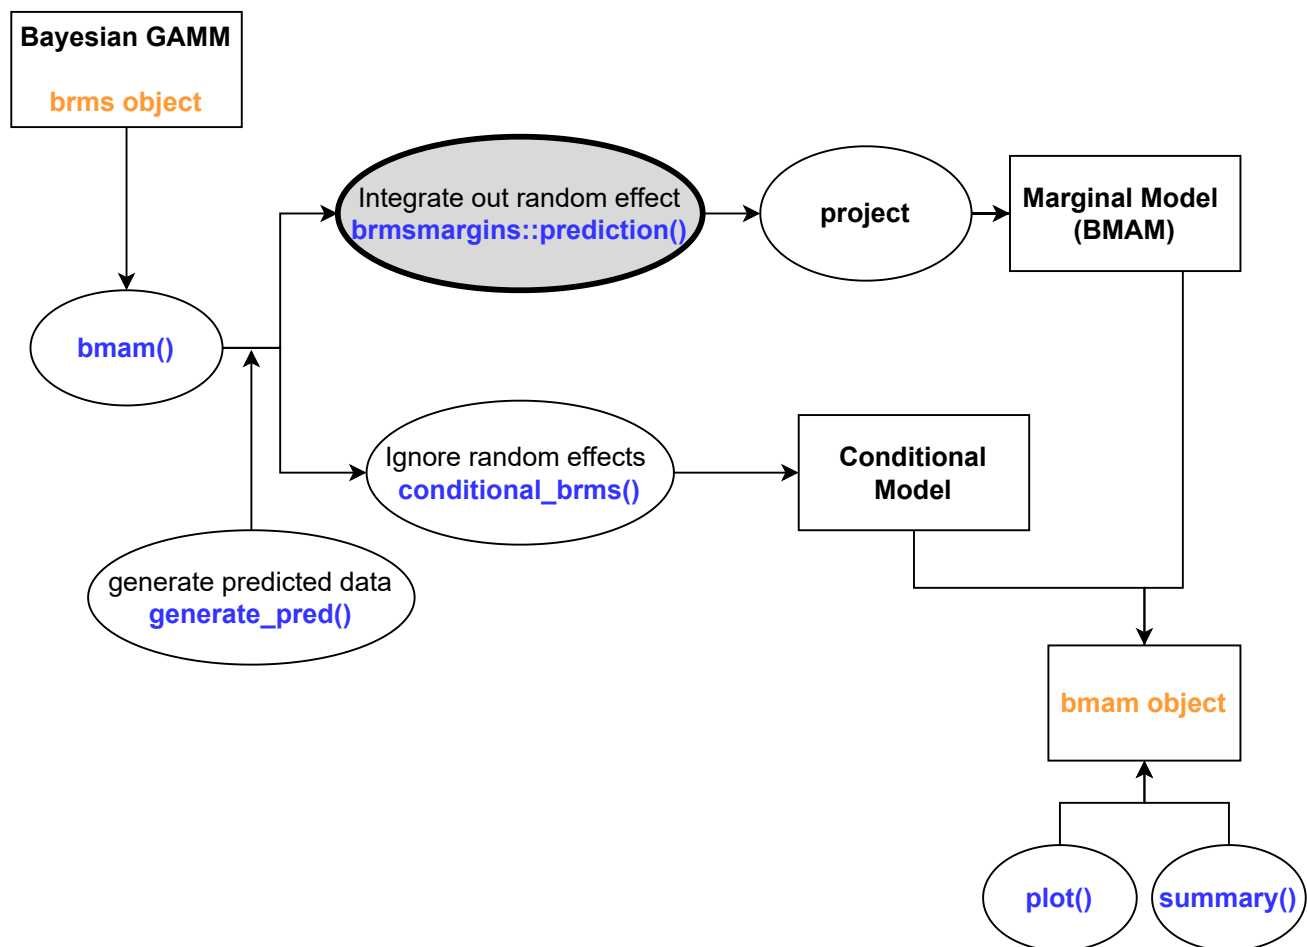 Bayesian GAMM
brms object
Integrate out random effect
brmsmargins::prediction()
project
Marginal Model
(BMAM)
bmam()
Ignore random effects
conditional_brms()
Conditional
Model
generate predicted data
generate_pred()
bmam object
plot()
summary()